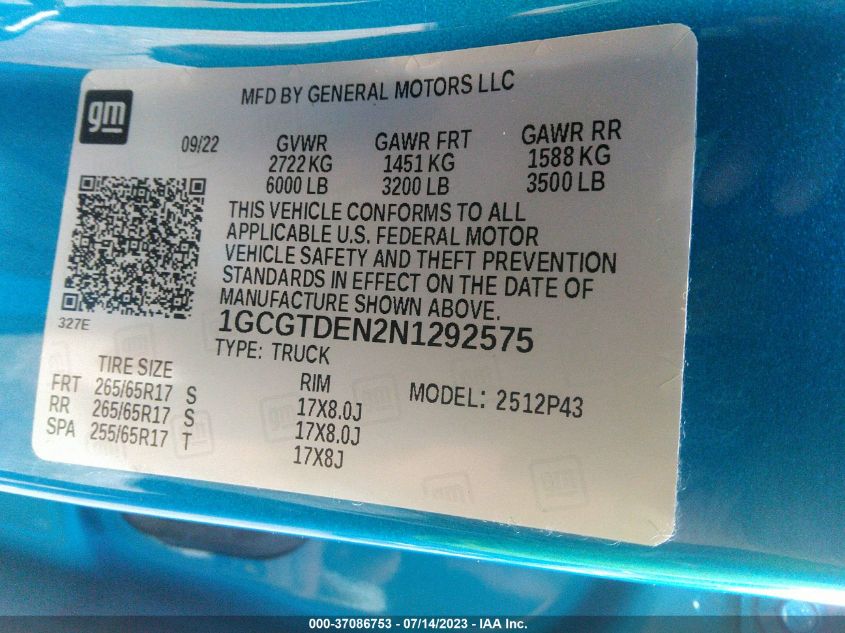 gm
MFD BY GENERAL MOTORS LLC
09/22 GVWR GAWR FRT GAWR RR
2722 KG 1451 KG 1588 KG
6000 LB 3200 LB 3500 LB
THIS VEHICLE CONFORMS TO ALL
APPLICABLE U.S. FEDERAL MOTOR
VEHICLE SAFETY AND THEFT PREVENTION
STANDARDS IN EFFECT ON THE DATE OF
MANUFACTURE SHOWN ABOVE.
327E
1GCGTDEN2N1292575
TYPE: TRUCK
TIRE SIZE RIM MODEL: 2512P43
FRT 265/65R17 S 17X8.0J
RR 265/65R17 S 17X8.0J
SPA 255/65R17 T 17X8J
000-37086753 - 07/14/2023 - IAA Inc.